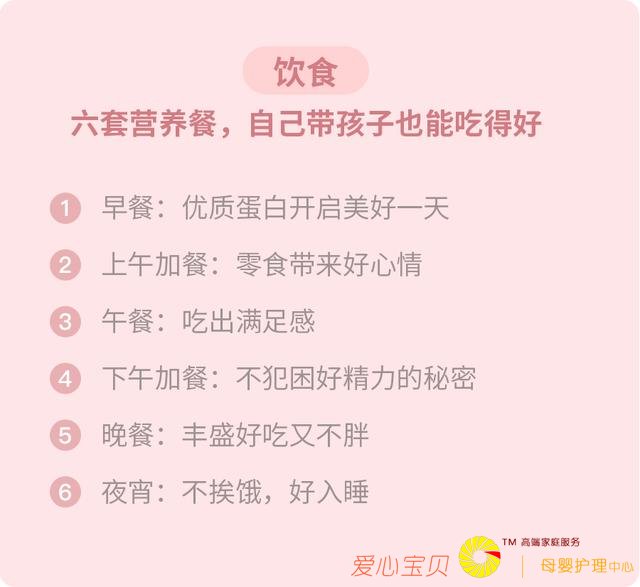 饮食
六套营养餐，自己带孩子也能吃得好
1 早餐：优质蛋白开启美好一天
2 上午加餐：零食带来好心情
3 午餐：吃出满足感
4 下午加餐：不犯困好精力的秘密
5 晚餐：丰盛好吃又不胖
6 夜宵：不挨饿，好入睡
爱心宝贝 TM 高端家庭服务 | 母婴护理中心